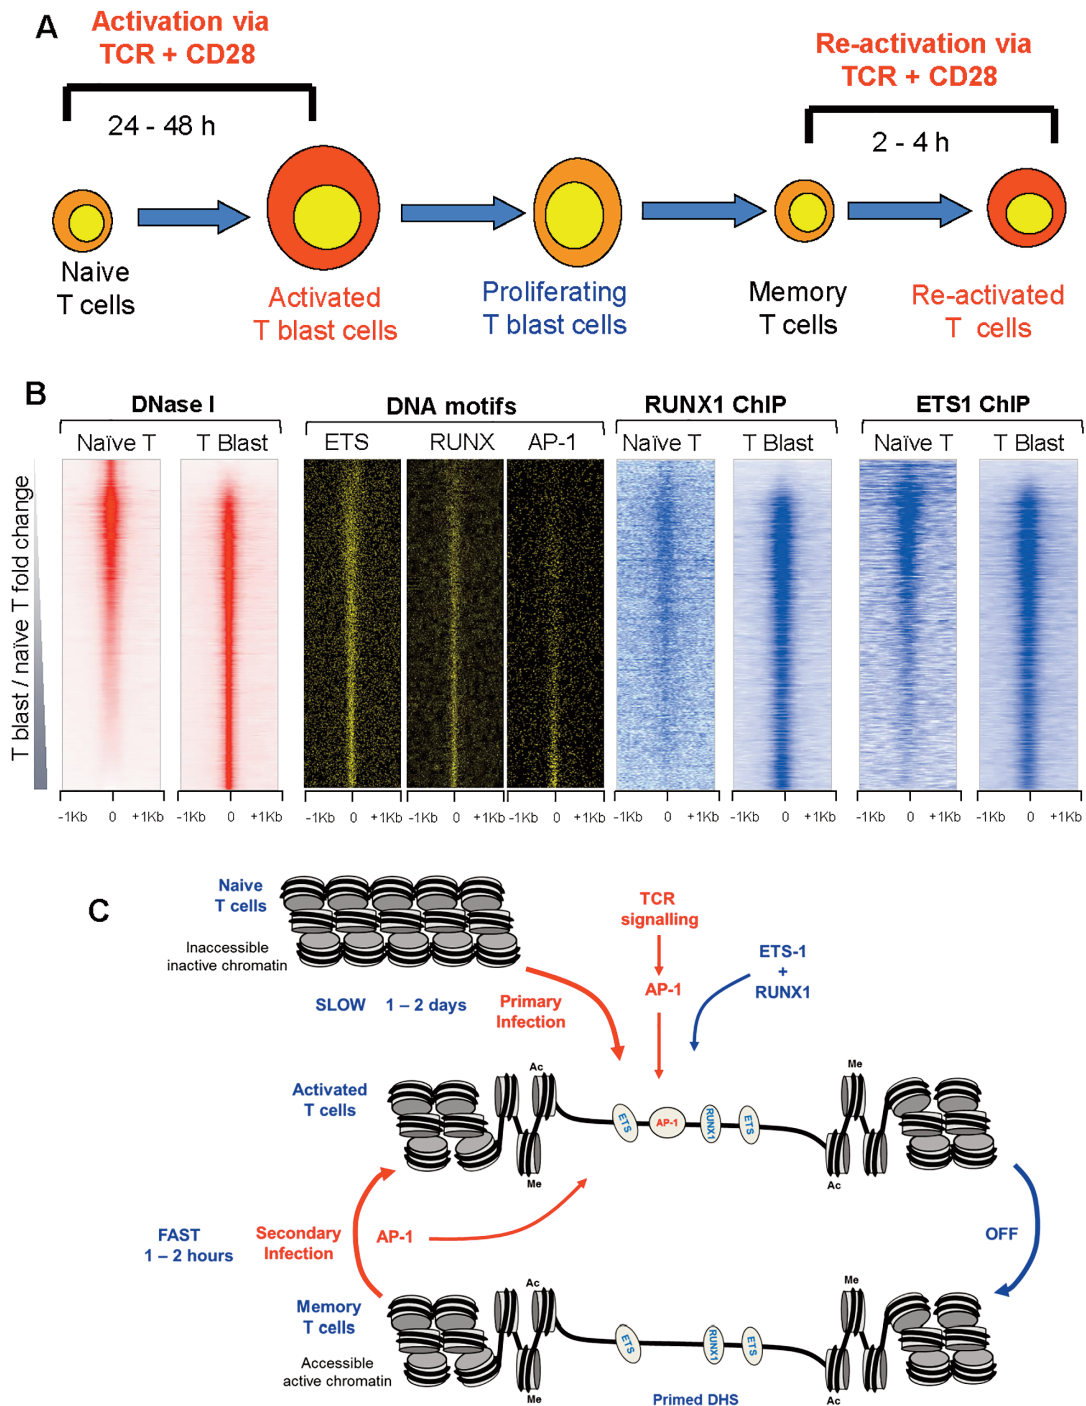 A
Activation via
TCR + CD28
24 - 48 h
Re-activation via
TCR + CD28
2 - 4 h
Naive
T cells
Activated
T blast cells
Proliferating
T blast cells
Memory
T cells
Re-activated
T cells
B
DNase I
DNA motifs
RUNX1 ChIP
ETS1 ChIP
Naïve T
T Blast
ETS
RUNX
AP-1
Naïve T
T Blast
Naïve T
T Blast
T blast / naïve T fold change
-1Kb 0 +1Kb
-1Kb 0 +1Kb
-1Kb 0 +1Kb
-1Kb 0 +1Kb
-1Kb 0 +1Kb
-1Kb 0 +1Kb
-1Kb 0 +1Kb
-1Kb 0 +1Kb
-1Kb 0 +1Kb
C
Naive
T cells
Inaccessible
inactive chromatin
SLOW 1 – 2 days
Primary
Infection
TCR
signalling
AP-1
ETS-1
+
RUNX1
Activated
T cells
Ac
Me
ETS
AP-1
RUNX1
ETS
Me
Ac
FAST
1 – 2 hours
Secondary
Infection
AP-1
OFF
Memory
T cells
Accessible
active chromatin
Ac
Me
ETS
RUNX1
ETS
Me
Ac
Primed DHS